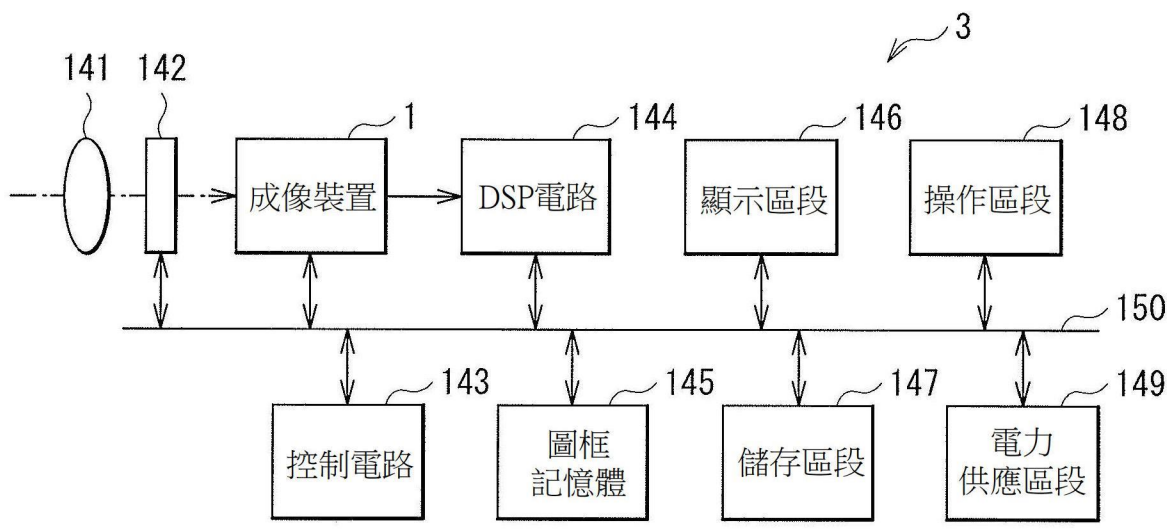 3
141
142
1
144
146
148
成像裝置
DSP電路
顯示區段
操作區段
150
143
145
147
149
控制電路
圖框
記憶體
儲存區段
電力
供應區段